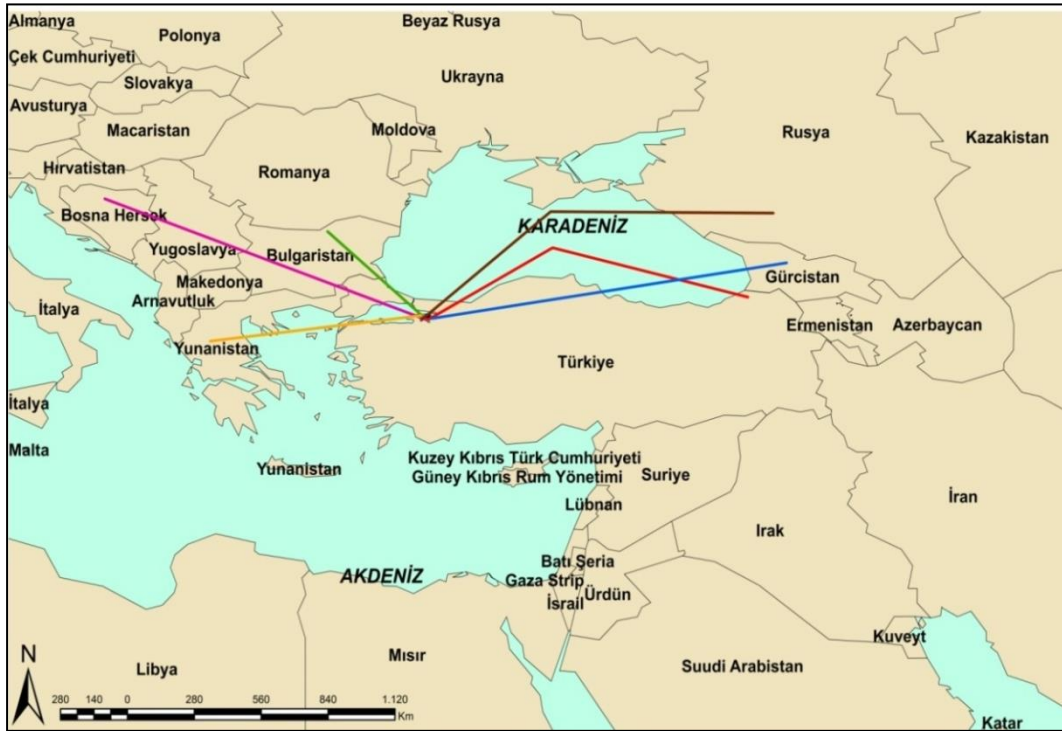 Almanya
Beyaz Rusya
Polonya
Çek Cumhuriyeti
Ukrayna
Slovakya
Avusturya
Macaristan
Moldova
Rusya
Kazakistan
Hırvatistan
Romanya
Bosna Hersek
KARADENİZ
Yugoslavya
Bulgaristan
Makedonya
Gürcistan
Arnavutluk
İtalya
Ermenistan
Azerbaycan
Yunanistan
Türkiye
İtalya
Malta
Kuzey Kıbrıs Türk Cumhuriyeti
Yunanistan
Güney Kıbrıs Rum Yönetimi
Suriye
Lübnan
İran
Irak
Batı Şeria
AKDENİZ
Gaza Strip
Ürdün
İsrail
Kuveyt
N
Mısır
Libya
Suudi Arabistan
280 140 0 280 560 840 1.120
Km
Katar